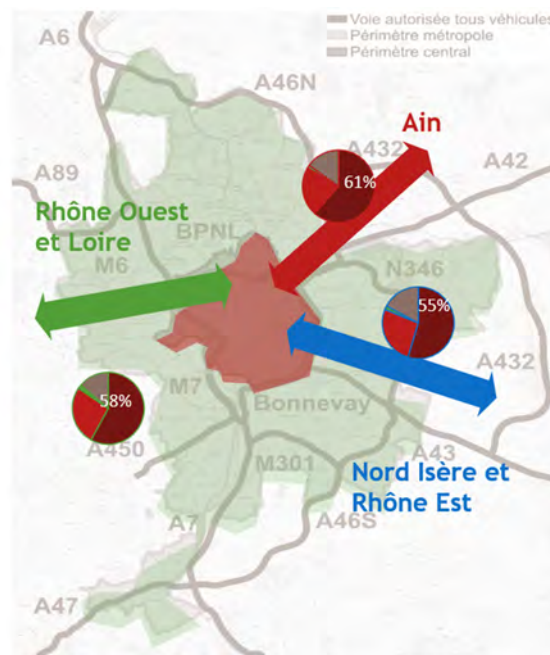 Voie autorisée tous véhicules
Périmètre métropole
Périmètre central
A6
A46N
Ain
A432
A42
61%
A89
Rhône Ouest
et Loire
BPNL
M6
N346
55%
A432
M7
58%
Bonnevay
A450
M301
A43
Nord Isère et
Rhône Est
A7
A46S
A47